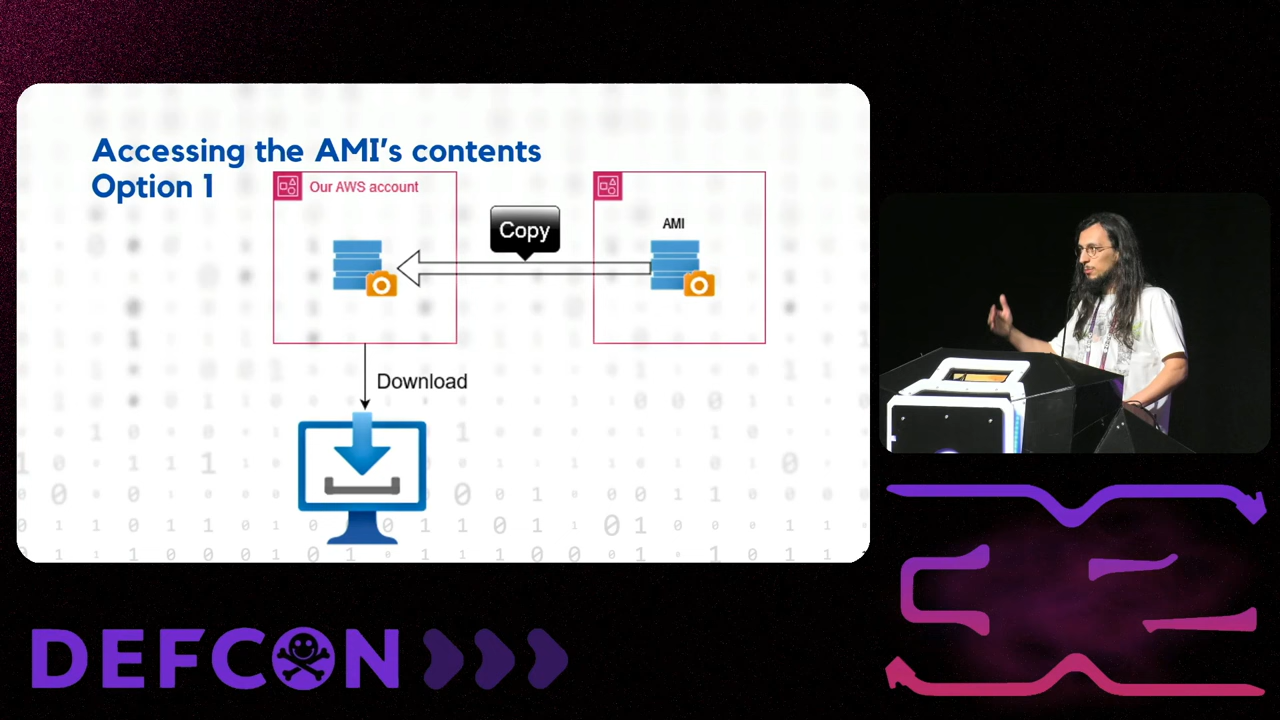 Accessing the AMI's contents
Option 1
Our AWS account
Copy
AMI
Download
DEFCON